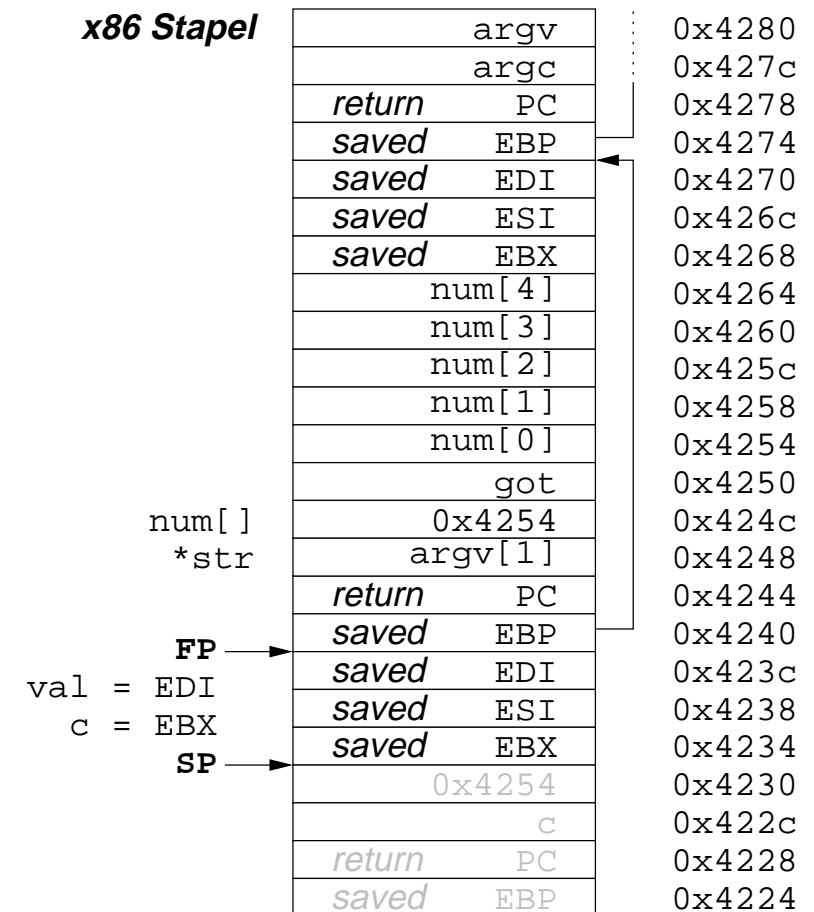 x86 Stapel argv 0x4280
argc 0x427c
return PC 0x4278
saved EBP 0x4274
saved EDI 0x4270
saved ESI 0x426c
saved EBX 0x4268
num[4] 0x4264
num[3] 0x4260
num[2] 0x425c
num[1] 0x4258
num[0] 0x4254
got 0x4250
num[] 0x4254 0x424c
*str argv[1] 0x4248
return PC 0x4244
saved EBP 0x4240
FP
saved EDI 0x423c
val = EDI
saved ESI 0x4238
c = EBX
saved EBX 0x4234
SP
0x4254 0x4230
c 0x422c
return PC 0x4228
saved EBP 0x4224